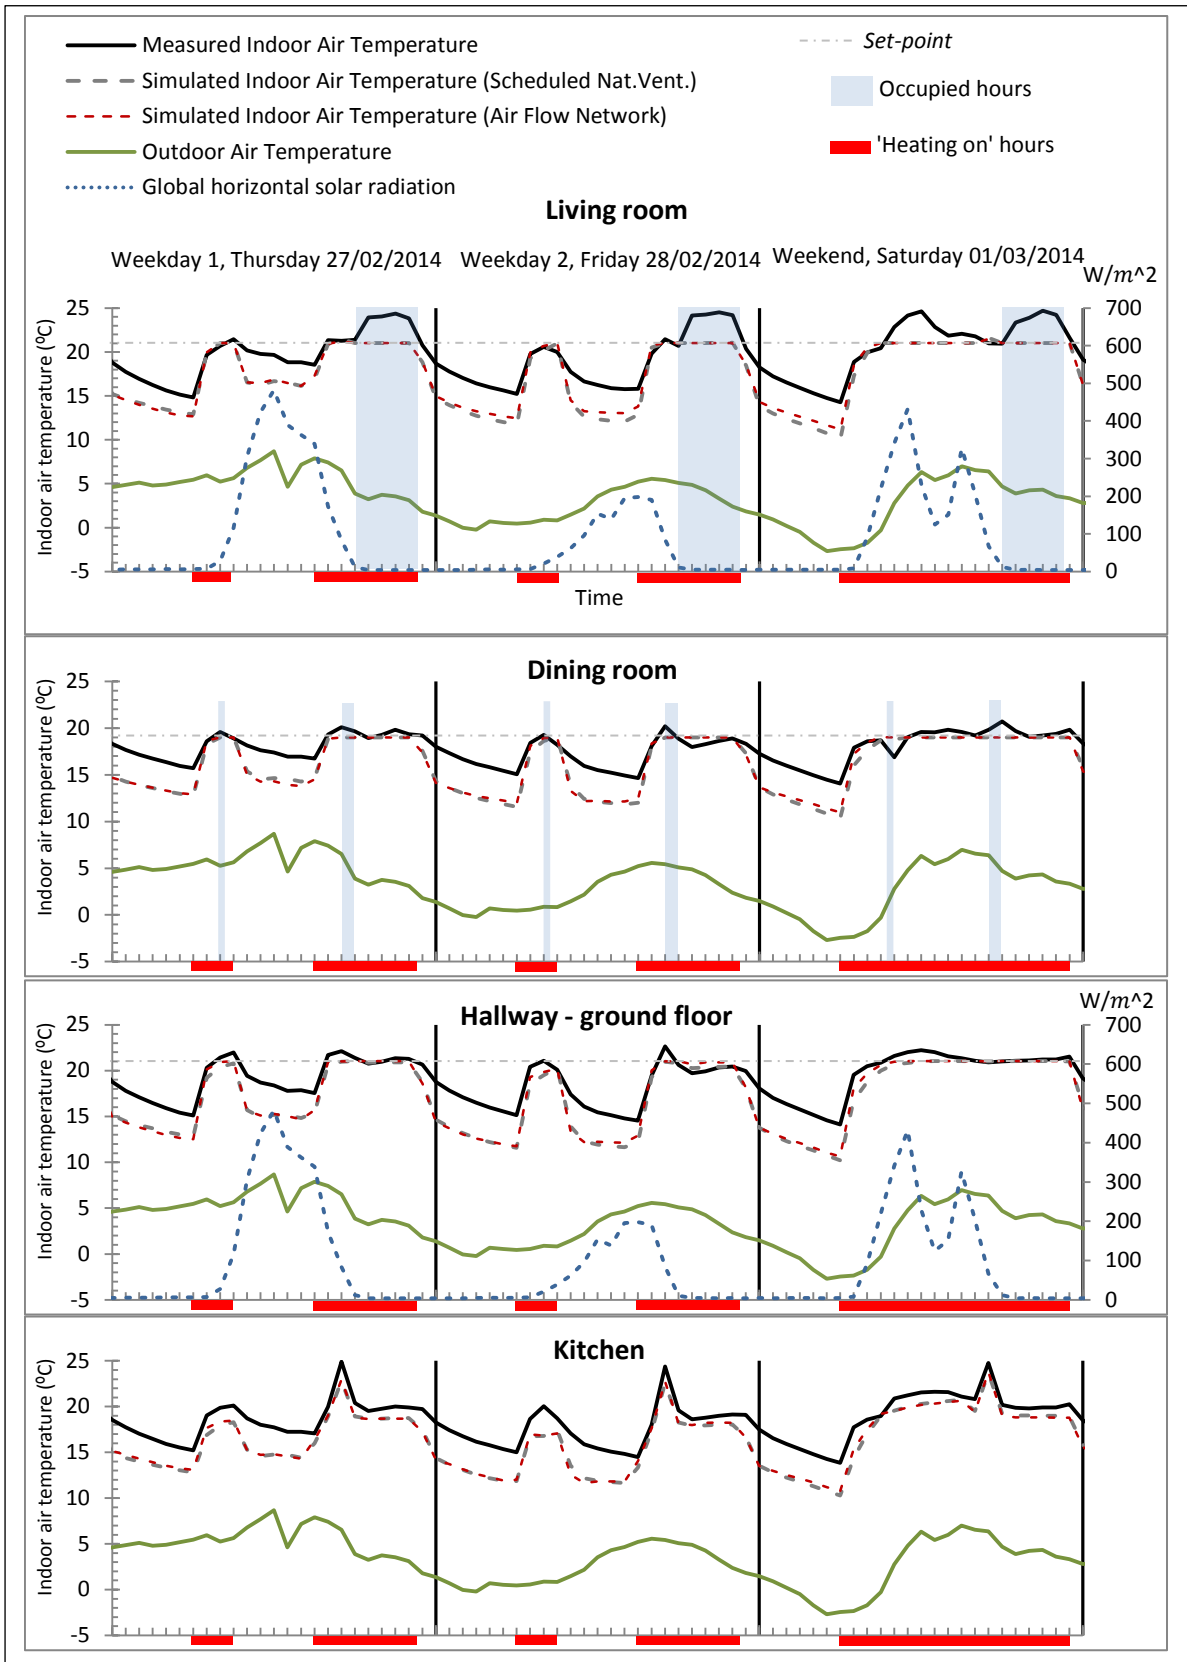 Measured Indoor Air Temperature
Simulated Indoor Air Temperature (Scheduled Nat.Vent.)
Simulated Indoor Air Temperature (Air Flow Network)
Outdoor Air Temperature
Global horizontal solar radiation
Set-point
Occupied hours
'Heating on' hours
Living room
Weekday 1, Thursday 27/02/2014
Weekday 2, Friday 28/02/2014
Weekend, Saturday 01/03/2014
W/m^2
Indoor air temperature (⁰C)
25
20
15
10
5
0
-5
700
600
500
400
300
200
100
0
Time
Dining room
Indoor air temperature (⁰C)
25
20
15
10
5
0
-5
Hallway - ground floor
W/m^2
Indoor air temperature (⁰C)
25
20
15
10
5
0
-5
700
600
500
400
300
200
100
0
Kitchen
Indoor air temperature (⁰C)
25
20
15
10
5
0
-5